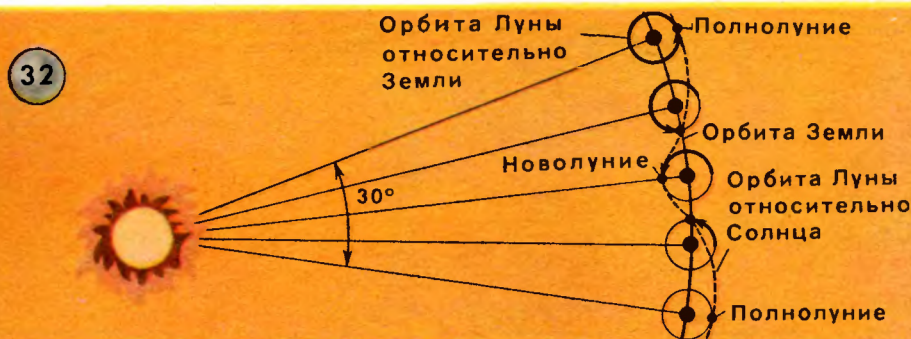 32
Орбита Луны
относительно
Земли
Полнолуние
Орбита Земли
Новолуние
30°
Орбита Луны
относительно
Солнца
Полнолуние